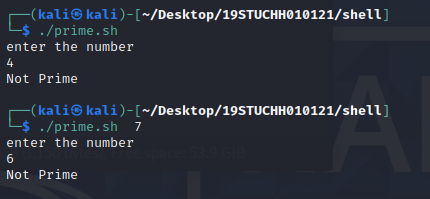 ┌──(kali㉿kali)-[~/Desktop/19STUCHH010121/shell]
└─$ ./prime.sh
enter the number
4
Not Prime
┌──(kali㉿kali)-[~/Desktop/19STUCHH010121/shell]
└─$ ./prime.sh  7
enter the number
6
Not Prime